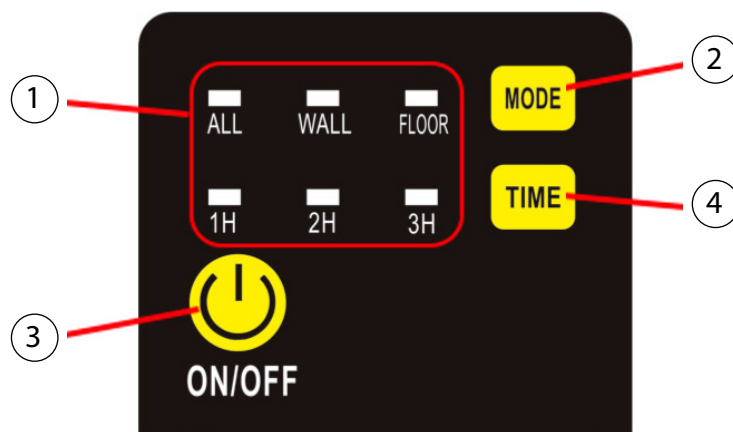 1
2
MODE
ALL WALL FLOOR
TIME
4
1H 2H 3H
3
ON/OFF